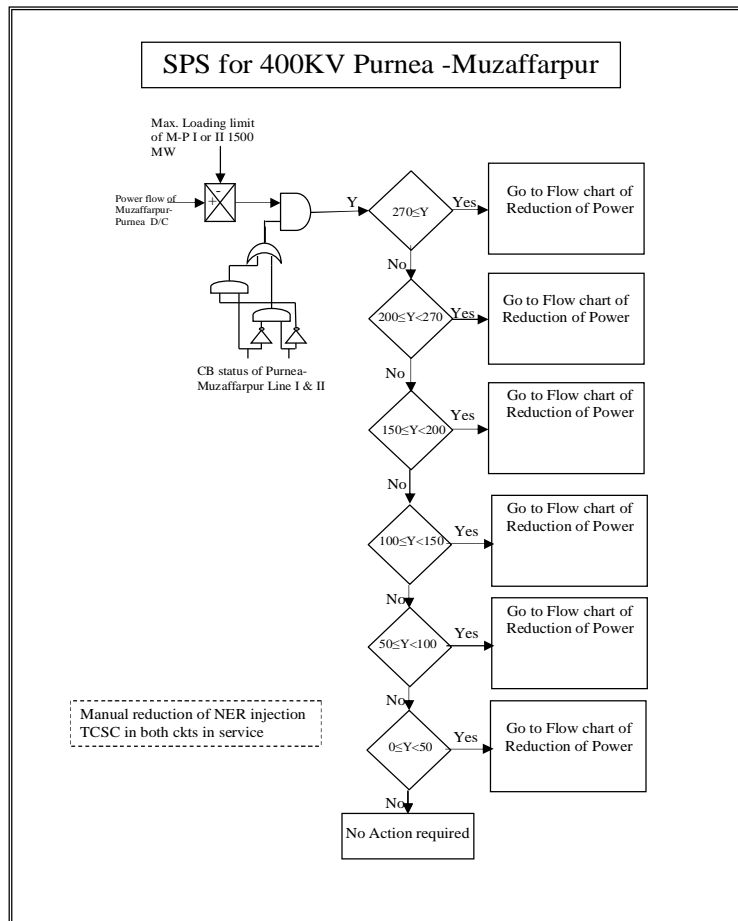 SPS for 400KV Purnea -Muzaffarpur
Max. Loading limit
of M-P I or II 1500
MW
Power flow of
Muzaffarpur-
Purnea D/C
-
+
Y
270≤Y
Yes
Go to Flow chart of
Reduction of Power
No
200≤Y<270
Yes
Go to Flow chart of
Reduction of Power
CB status of Purnea-
Muzaffarpur Line I & II
No
150≤Y<200
Yes
Go to Flow chart of
Reduction of Power
No
100≤Y<150
Yes
Go to Flow chart of
Reduction of Power
No
50≤Y<100
Yes
Go to Flow chart of
Reduction of Power
No
Manual reduction of NER injection
TCSC in both ckts in service
0≤Y<50
Yes
Go to Flow chart of
Reduction of Power
No
No Action required